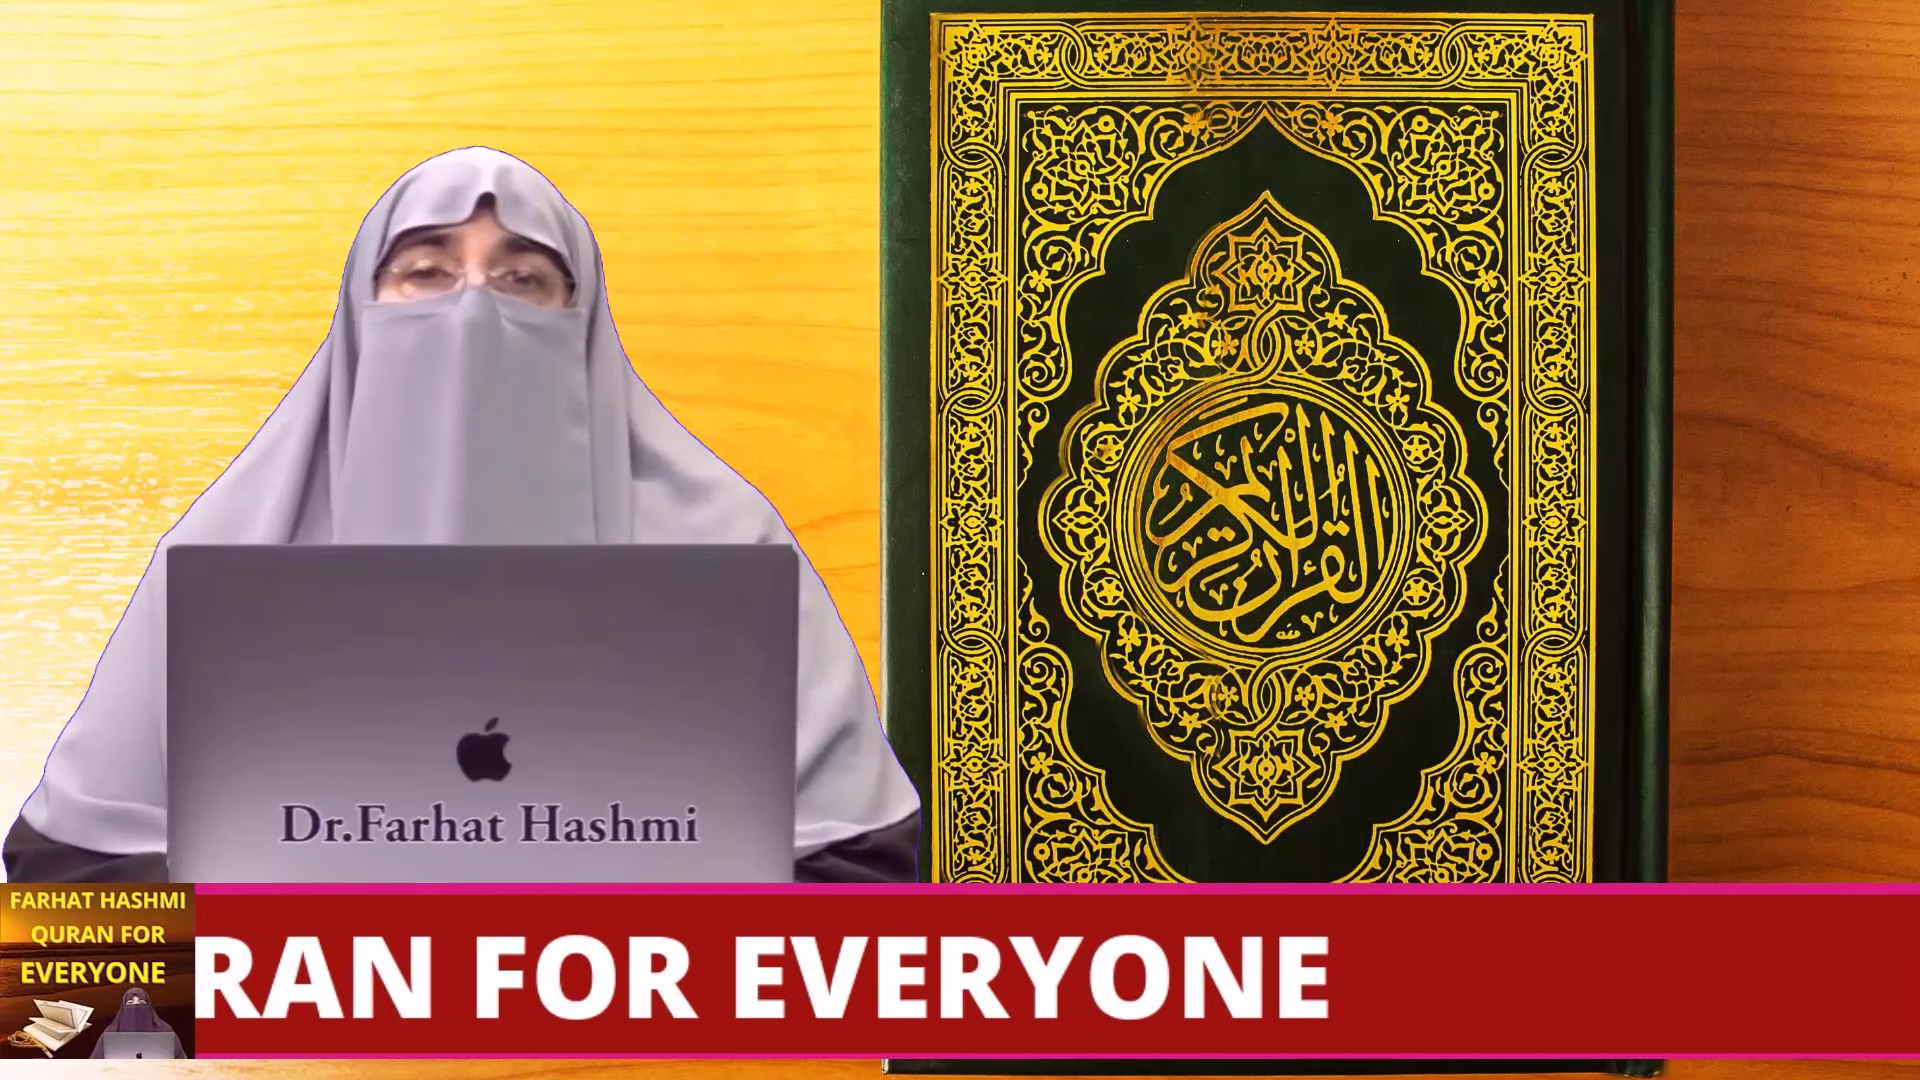 القرآن الكريم
Dr.Farhat Hashmi
FARHAT HASHMI
QURAN FOR
EVERYONE
RAN FOR EVERYONE